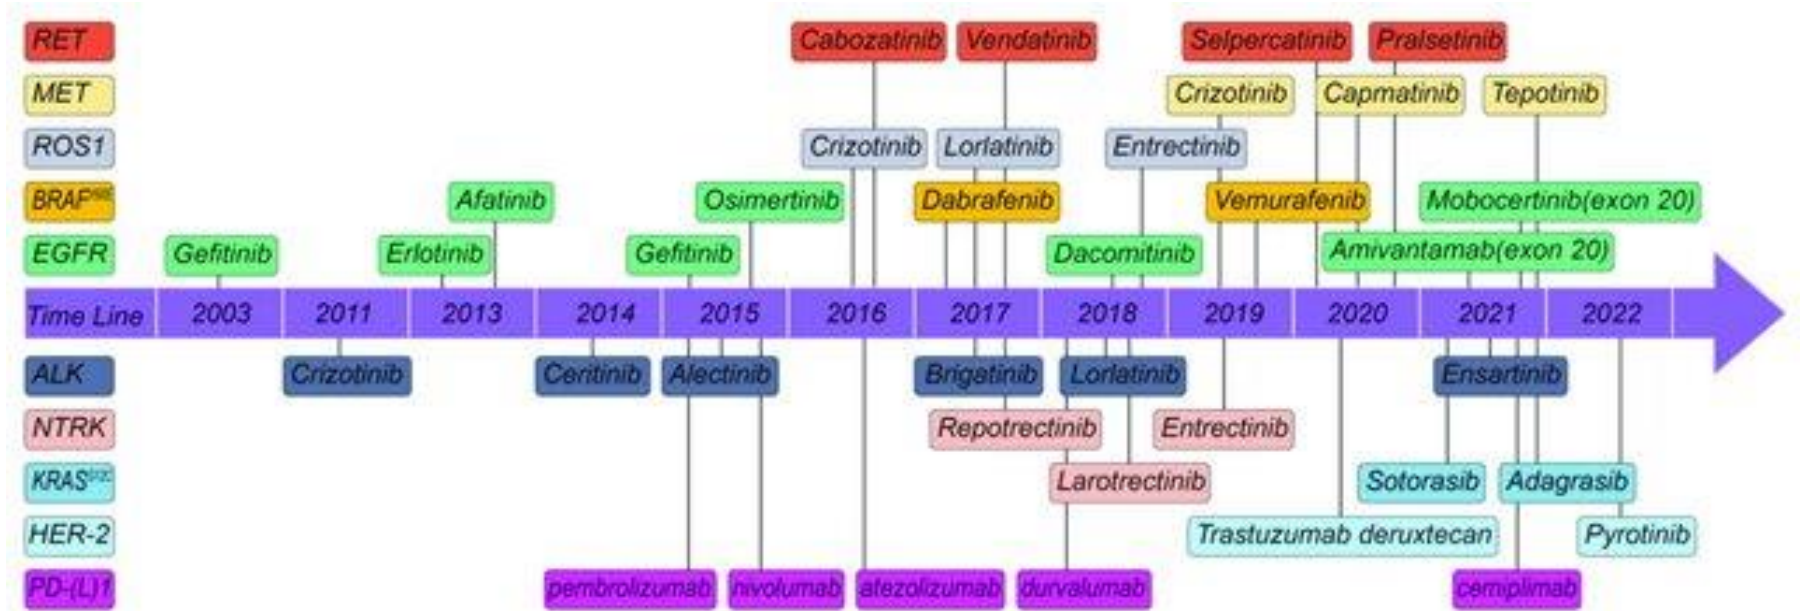 RET Cabozatinib Vendatinib Selpercatinib Pralsetinib
MET Crizotinib Capmatinib Tepotinib
ROS1 Crizotinib Lorlatinib Entrectinib
BRAF Afatinib Osimertinib Dabrafenib Vemurafenib Mobocertinib(exon 20)
EGFR Gefitinib Erlotinib Gefitinib Dacomitinib Amivantamab(exon 20)
Time Line 2003 2011 2013 2014 2015 2016 2017 2018 2019 2020 2021 2022
ALK Crizotinib Ceritinib Alectinib Brigatinib Lorlatinib Ensartinib
NTRK Repotrectinib Entrectinib
KRAS Larotrectinib Sotorasib Adagrasib
HER-2 Trastuzumab deruxtecan Pyrotinib
PD-(L)1 pembrolizumab nivolumab atezolizumab durvalumab cemiplimab